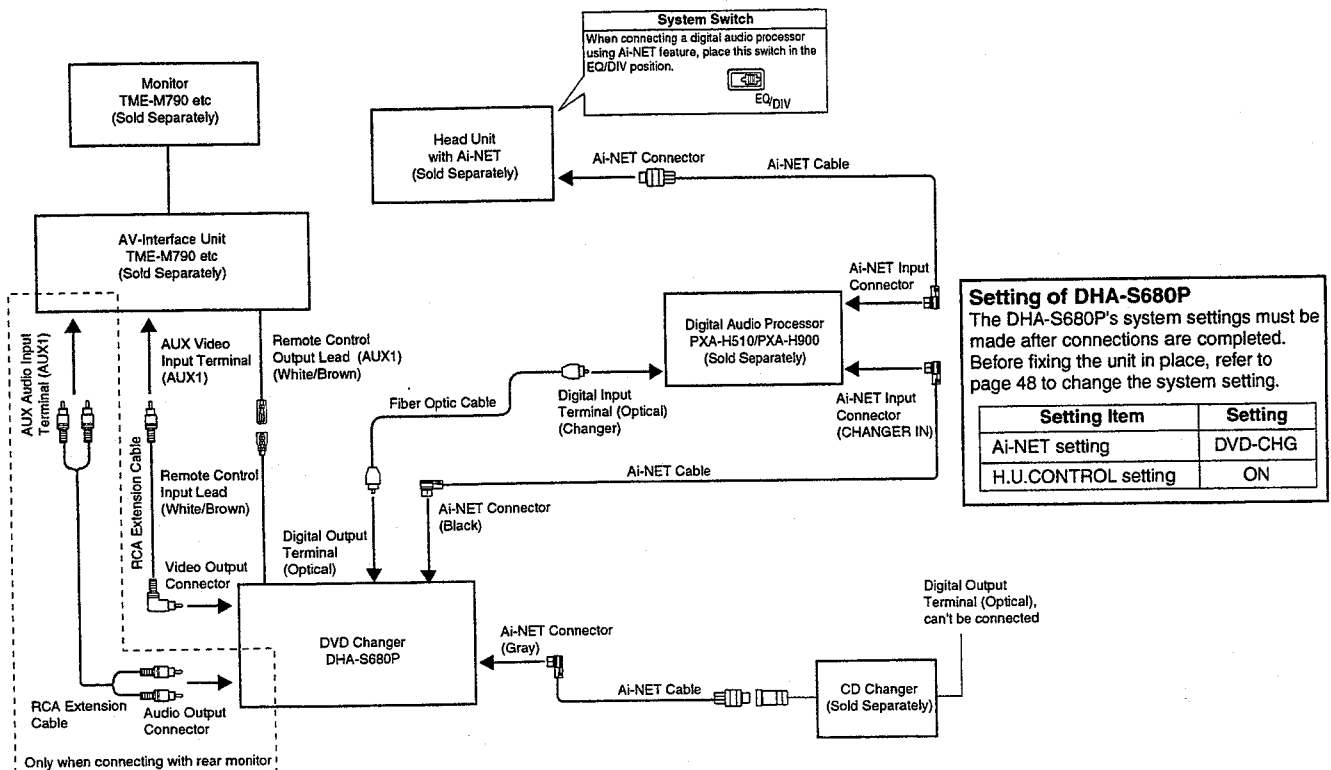 System Switch
When connecting a digital audio processor
using Ai-NET feature, place this switch in the
EQ/DIV position.
EQ/DIV
Monitor
TME-M790 etc
(Sold Separately)
Head Unit
with Ai-NET
(Sold Separately)
Ai-NET Connector
Ai-NET Cable
AV-Interface Unit
TME-M790 etc
(Sold Separately)
Ai-NET Input
Connector
Digital Audio Processor
PXA-H510/PXA-H900
(Sold Separately)
Setting of DHA-S680P
The DHA-S680P's system settings must be
made after connections are completed.
Before fixing the unit in place, refer to
page 48 to change the system setting.
Setting Item Setting
Ai-NET setting DVD-CHG
H.U.CONTROL setting ON
AUX Audio Input
Terminal (AUX1)
AUX Video
Input Terminal
(AUX1)
Remote Control
Output Lead (AUX1)
(White/Brown)
Fiber Optic Cable
Digital Input
Terminal (Optical)
(Changer)
Ai-NET Input
Connector
(CHANGER IN)
RCA Extension Cable
Remote Control
Input Lead
(White/Brown)
Ai-NET Cable
Ai-NET Connector
(Black)
Digital Output
Terminal
(Optical)
Video Output
Connector
DVD Changer
DHA-S680P
Ai-NET Connector
(Gray)
Ai-NET Cable
Digital Output
Terminal (Optical),
can't be connected
CD Changer
(Sold Separately)
RCA Extension
Cable
Audio Output
Connector
Only when connecting with rear monitor